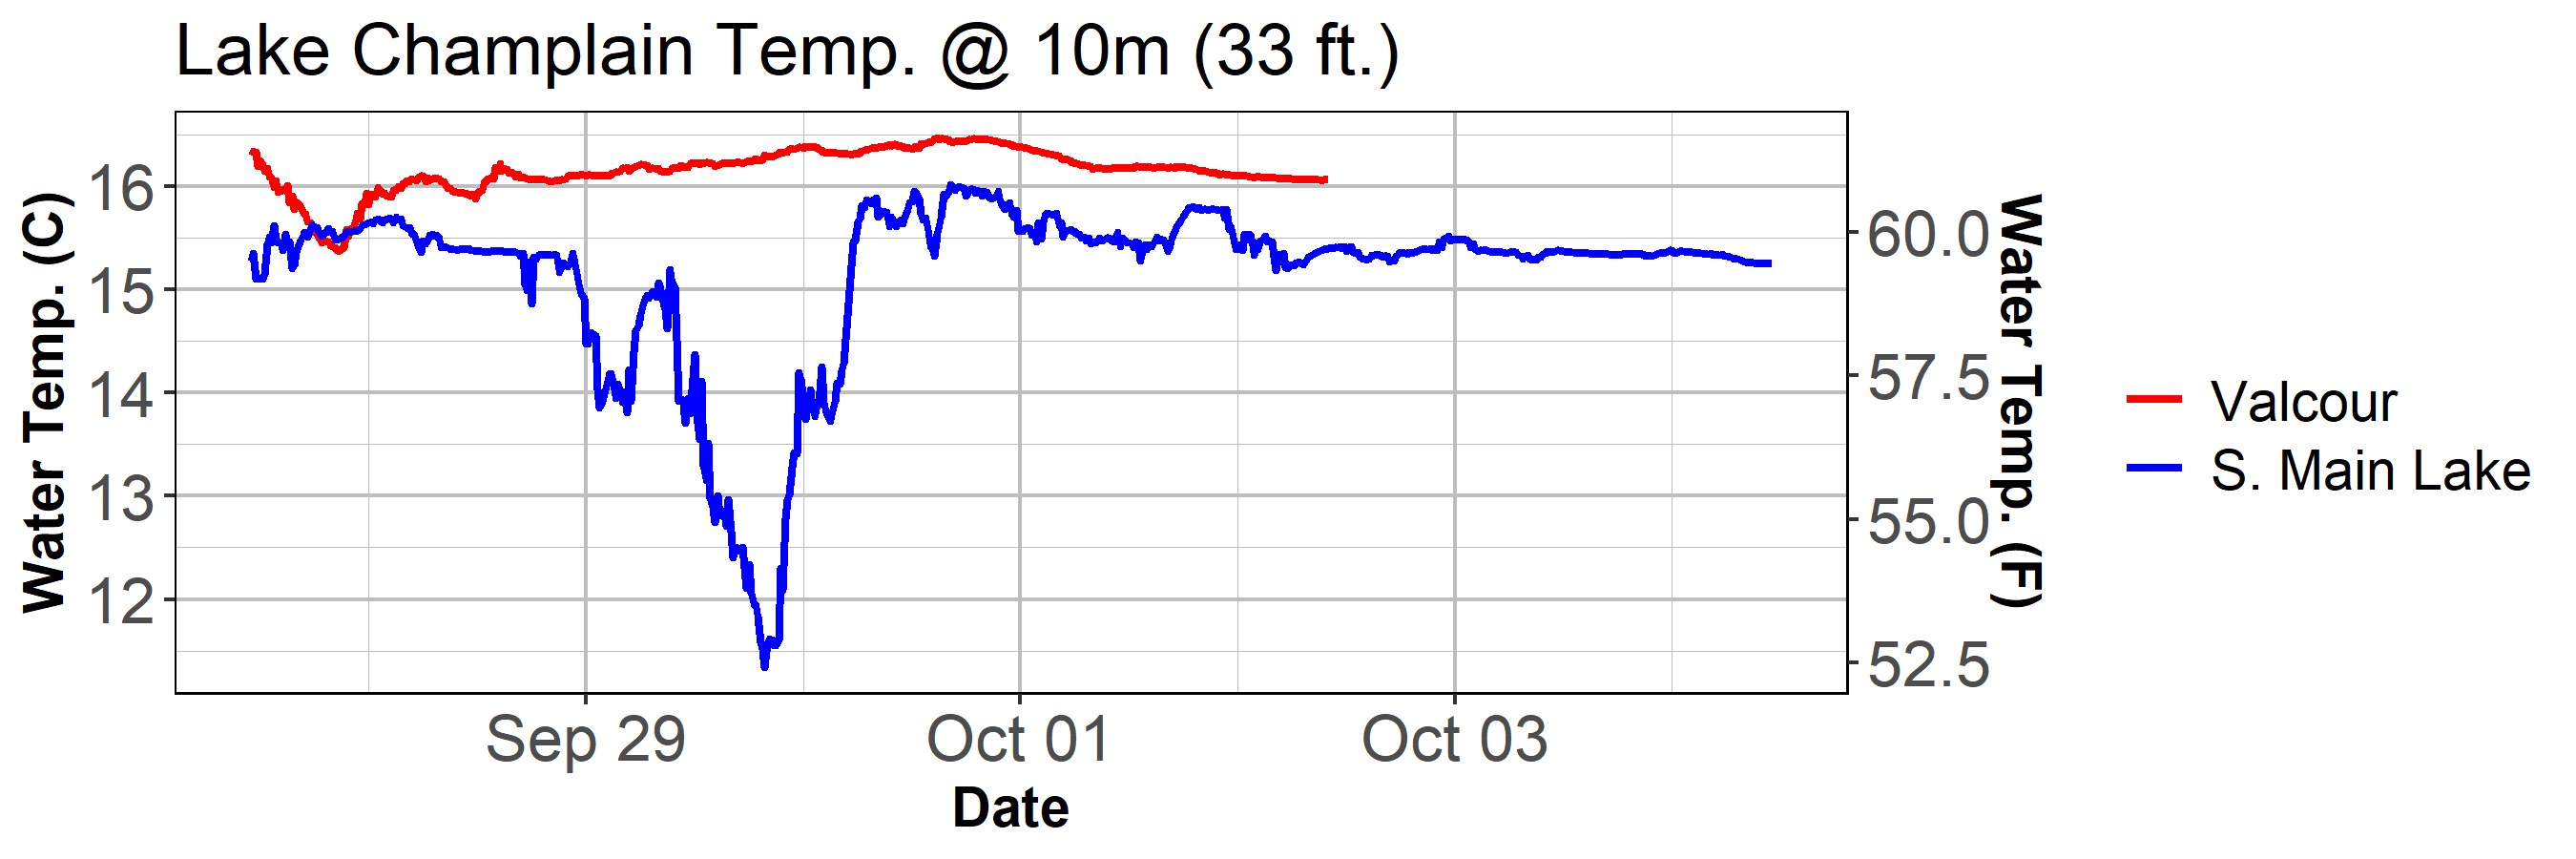 Lake Champlain Temp. @ 10m (33 ft.)
Water Temp. (C)
16
15
14
13
12
60.0
57.5
55.0
52.5
Water Temp. (F)
Sep 29
Oct 01
Oct 03
Date
Valcour
S. Main Lake